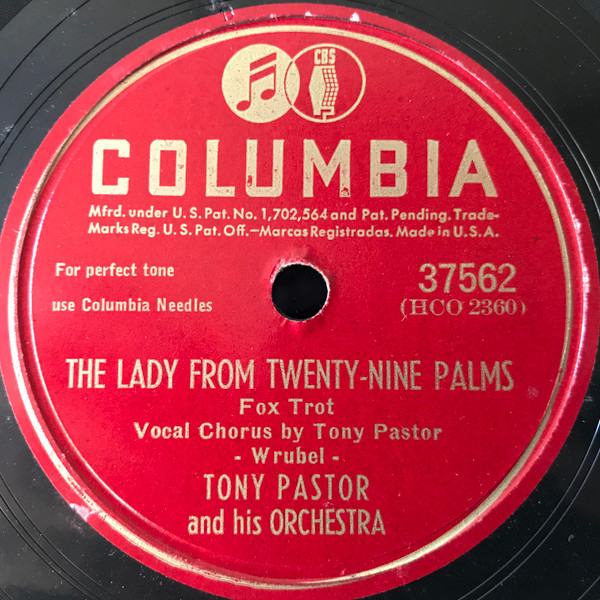 CBS
COLUMBIA
Mfrd. under U.S. Pat. No. 1,702,564 and Pat. Pending. Trade-
Marks Reg. U.S. Pat. Off.—Marcas Registradas. Made in U.S.A.
For perfect tone
use Columbia Needles
37562
(HCO 2360)
THE LADY FROM TWENTY-NINE PALMS
Fox Trot
Vocal Chorus by Tony Pastor
- Wrubel -
TONY PASTOR
and his ORCHESTRA